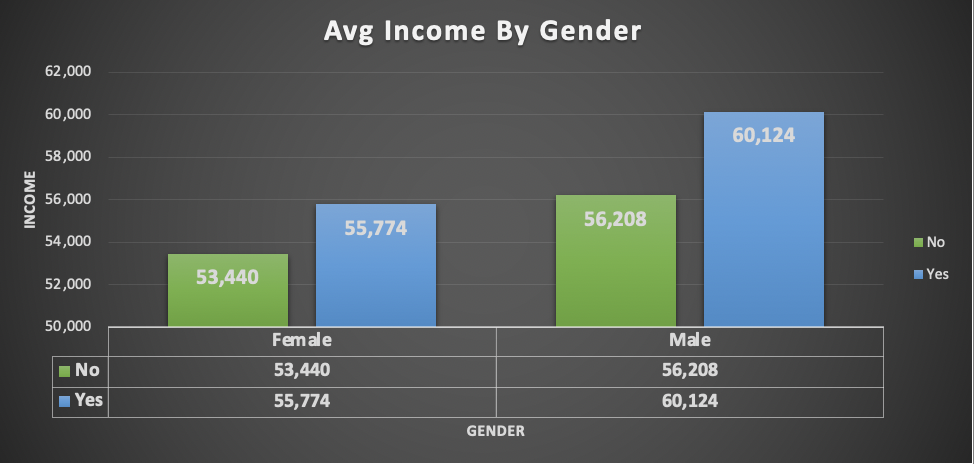 Avg Income By Gender
INCOME
62,000
60,000
58,000
56,000
54,000
52,000
50,000
53,440
55,774
56,208
60,124
No
Yes
Female Male
No 53,440 56,208
Yes 55,774 60,124
GENDER